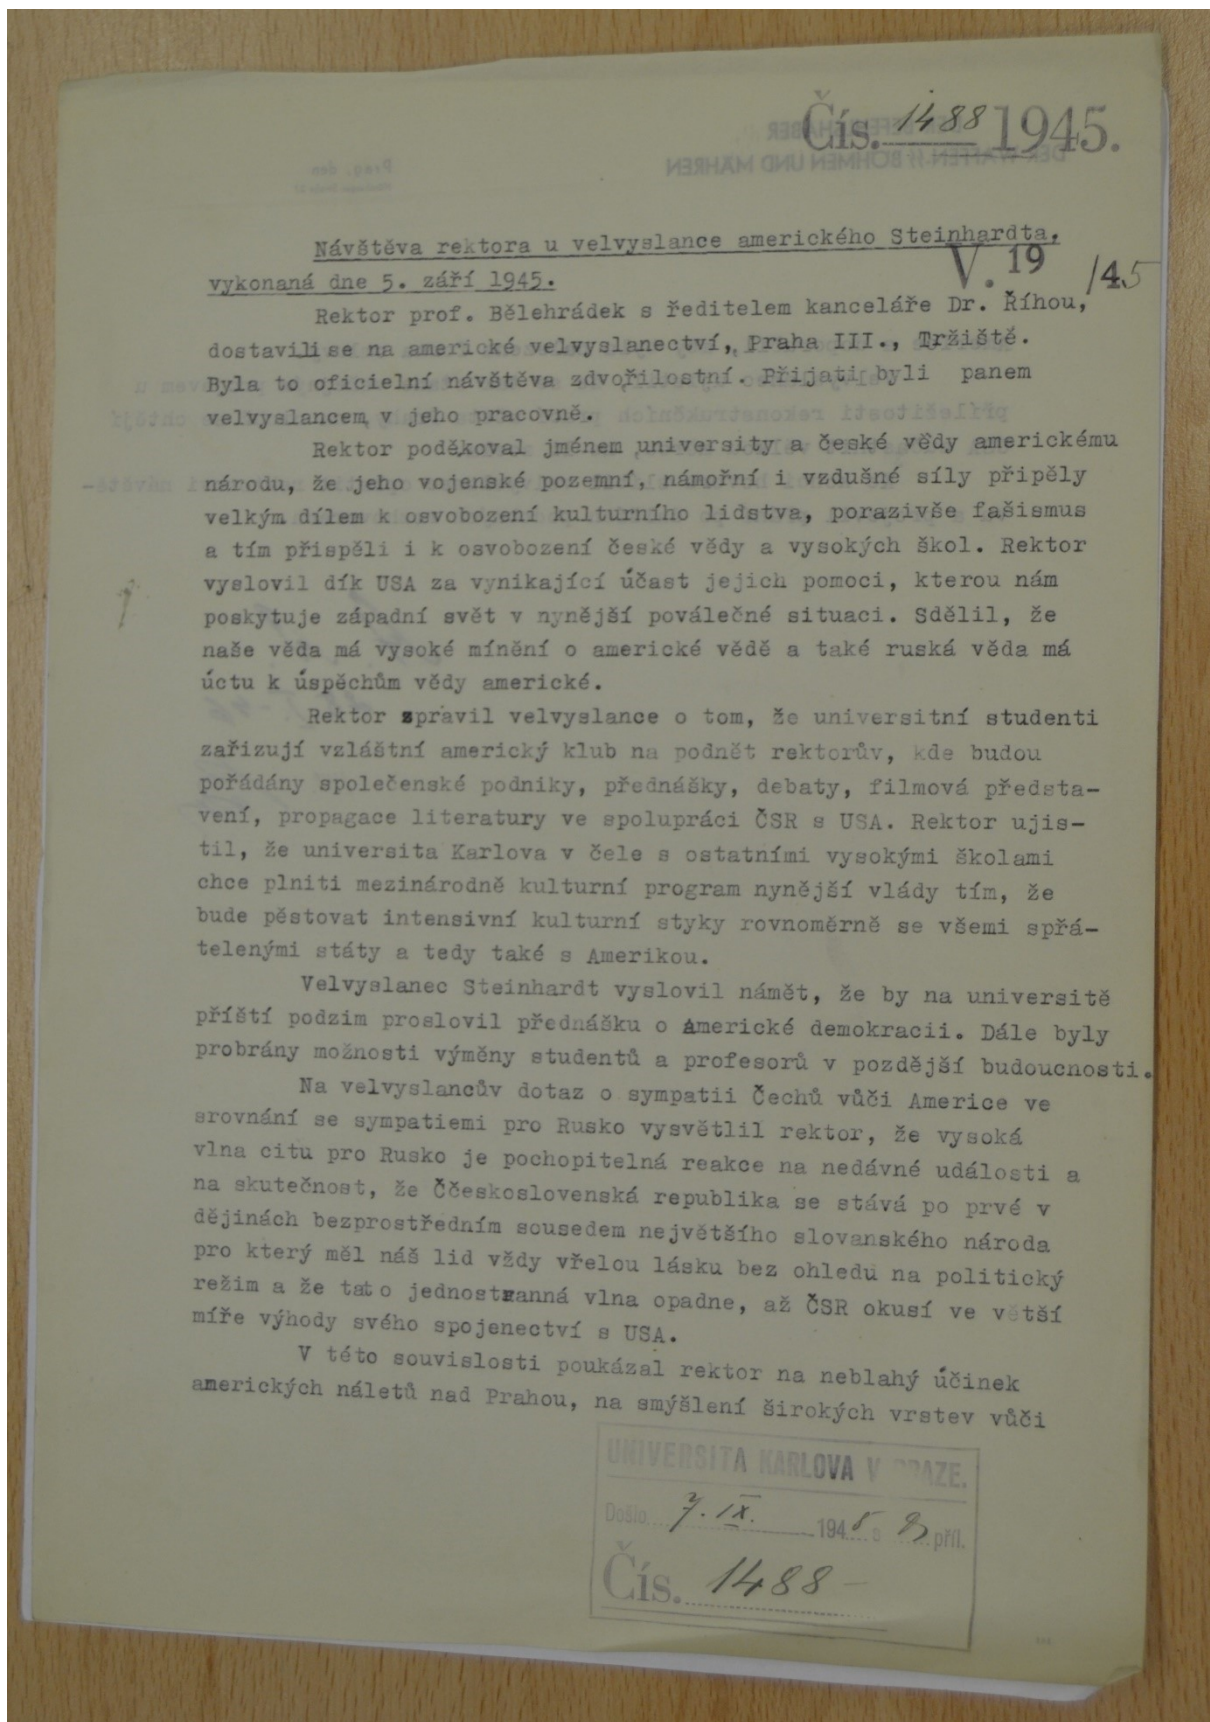 Čís. 1488 1945.
Návštěva rektora u velvyslance amerického Steinhardta,
V. 19 /45
vykonaná dne 5. září 1945.
Rektor prof. Bělehrádek s ředitelem kanceláře Dr. Říhou,
dostavili se na americké velvyslanectví, Praha III., Tržiště.
Byla to oficielní návštěva zdvořilostní. Přijati byli panem
velvyslancem v jeho pracovně.
Rektor poděkoval jménem university a české vědy americkému
národu, že jeho vojenské pozemní, námořní i vzdušné síly připěly
velkým dílem k osvobození kulturního lidstva, porazivše fašismus
a tím přispěli i k osvobození české vědy a vysokých škol. Rektor
vyslovil dík USA za vynikající účast jejich pomoci, kterou nám
poskytuje západní svět v nynější poválečné situaci. Sdělil, že
naše věda má vysoké mínění o americké vědě a také ruská věda má
úctu k úspěchům vědy americké.
Rektor zpravil velvyslance o tom, že universitní studenti
zařizují vzláštní americký klub na podnět rektorův, kde budou
pořádány společenské podniky, přednášky, debaty, filmová předsta-
vení, propagace literatury ve spolupráci ČSR s USA. Rektor ujis-
til, že universita Karlova v čele s ostatními vysokými školami
chce plniti mezinárodně kulturní program nynější vlády tím, že
bude pěstovat intensivní kulturní styky rovnoměrně se všemi spřá-
telenými státy a tedy také s Amerikou.
Velvyslanec Steinhardt vyslovil námět, že by na universitě
příští podzim proslovil přednášku o Americké demokracii. Dále byly
probrány možnosti výměny studentů a profesorů v pozdější budoucnosti.
Na velvyslancův dotaz o sympatii Čechů vůči Americe ve
srovnání se sympatiemi pro Rusko vysvětlil rektor, že vysoká
vlna citu pro Rusko je pochopitelná reakce na nedávné události a
na skutečnost, že Ččeskoslovenská republika se stává po prvé v
dějinách bezprostředním sousedem největšího slovanského národa
pro který měl náš lid vždy vřelou lásku bez ohledu na politický
režim a že tato jednostranná vlna opadne, až ČSR okusí ve větší
míře výhody svého spojenectví s USA.
V této souvislosti poukázal rektor na neblahý účinek
amerických náletů nad Prahou, na smýšlení širokých vrstev vůči
UNIVERSITA KARLOVA V PRAZE.
Došlo 7. IX. 1945 s příl.
Čís. 1488